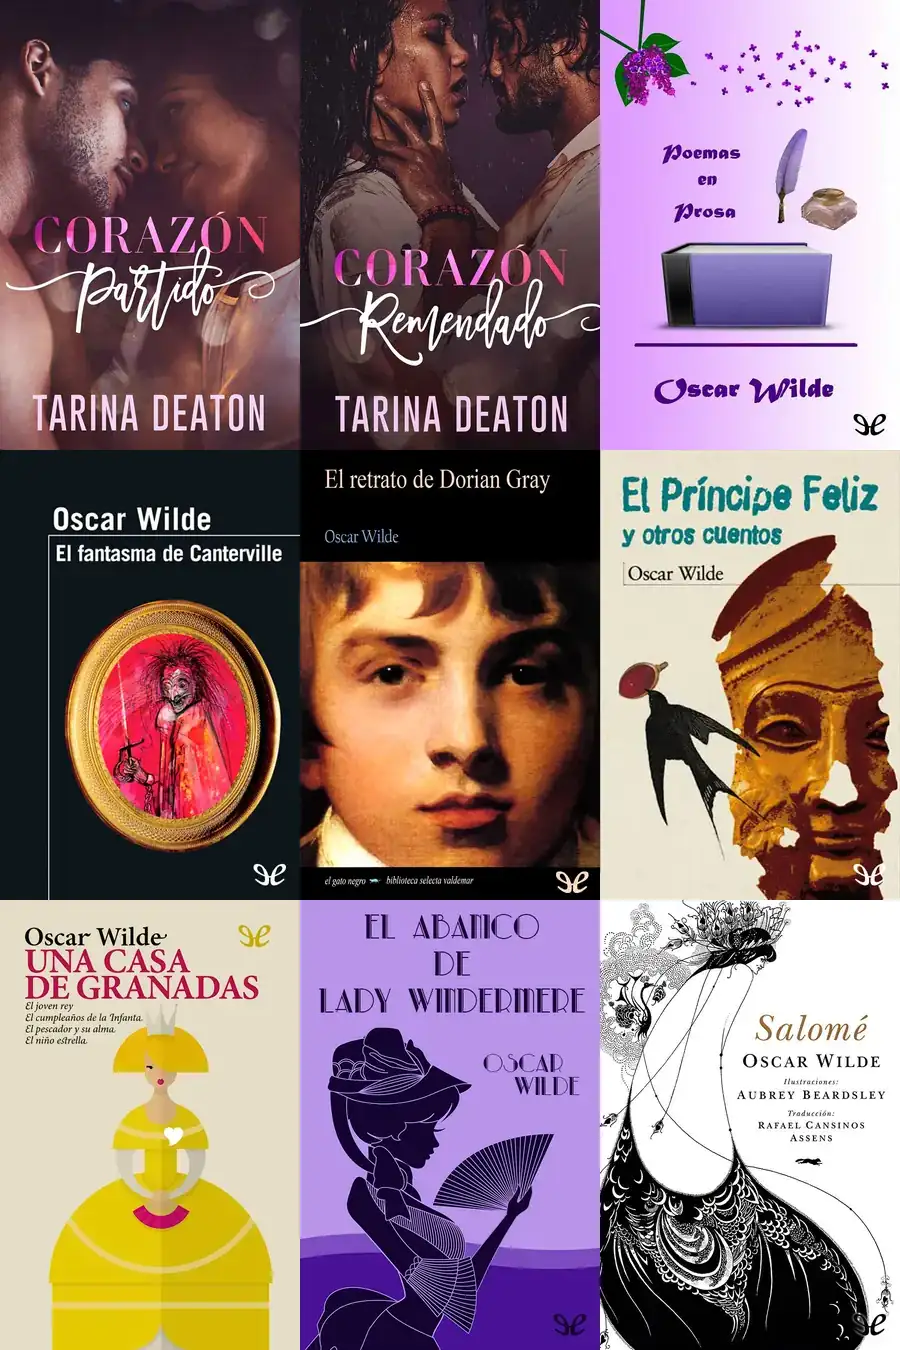 CORAZÓN
Partido
TARINA DEATON
CORAZÓN
Remendado
TARINA DEATON
Poemas
en
Prosa
Oscar Wilde
Oscar Wilde
El fantasma de Canterville
El retrato de Dorian Gray
Oscar Wilde
el gato negro biblioteca selecta valdemar
El Príncipe Feliz
y otros cuentos
Oscar Wilde
Oscar Wilde
UNA CASA
DE GRANADAS
El joven rey
El cumpleaños de la Infanta.
El pescador y su alma.
El niño estrella.
EL ABANICO
DE
LADY WINDERMERE
OSCAR
WILDE
Salomé
OSCAR WILDE
Ilustraciones:
AUBREY BEARDSLEY
Traducción:
RAFAEL CANSINOS
ASSENS